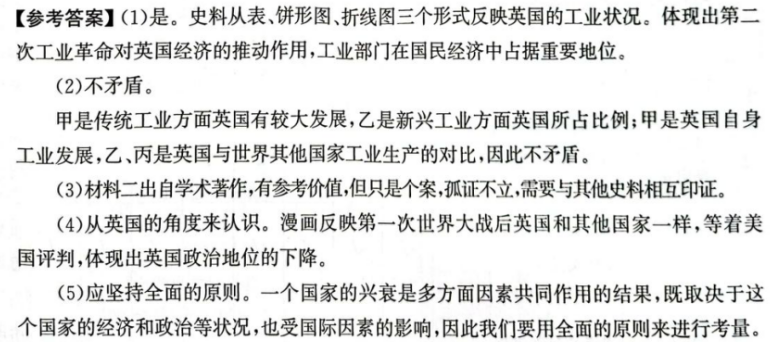 【参考答案】(1)是。史料从表、饼形图、折线图三个形式反映英国的工业状况。体现出第二
次工业革命对英国经济的推动作用,工业部门在国民经济中占据重要地位。
(2)不矛盾。
甲是传统工业方面英国有较大发展,乙是新兴工业方面英国所占比例;甲是英国自身
工业发展,乙、丙是英国与世界其他国家工业生产的对比,因此不矛盾。
(3)材料二出自学术著作,有参考价值,但只是个案,孤证不立,需要与其他史料相互印证。
(4)从英国的角度来认识。漫画反映第一次世界大战后英国和其他国家一样,等着美
国评判,体现出英国政治地位的下降。
(5)应坚持全面的原则。一个国家的兴衰是多方面因素共同作用的结果,既取决于这
个国家的经济和政治等状况,也受国际因素的影响,因此我们要用全面的原则来进行考量。